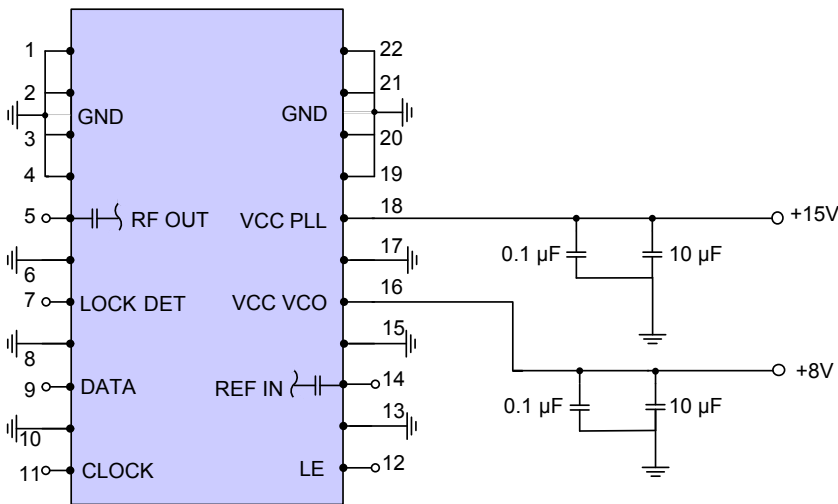 1
22
2
21
GND
GND
3
20
4
19
5
RF OUT
VCC PLL
18
+15V
6
17
0.1 µF
10 µF
7
LOCK DET
VCC VCO
16
8
15
9
DATA
REF IN
14
+8V
10
13
0.1 µF
10 µF
11
CLOCK
LE
12